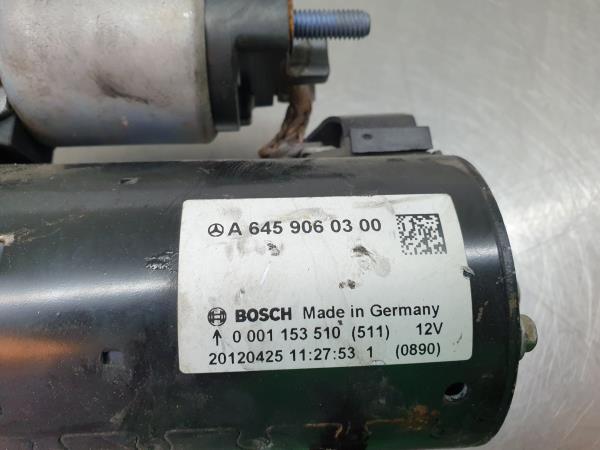 A 645 906 03 00
BOSCH Made in Germany
0 001 153 510 (511) 12V
20120425 11:27:53 1 (0890)